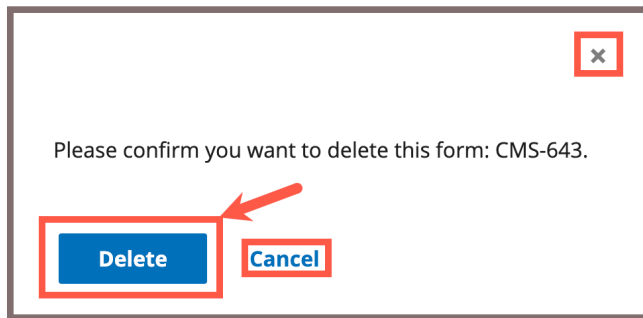 ×
Please confirm you want to delete this form: CMS-643.
Delete Cancel